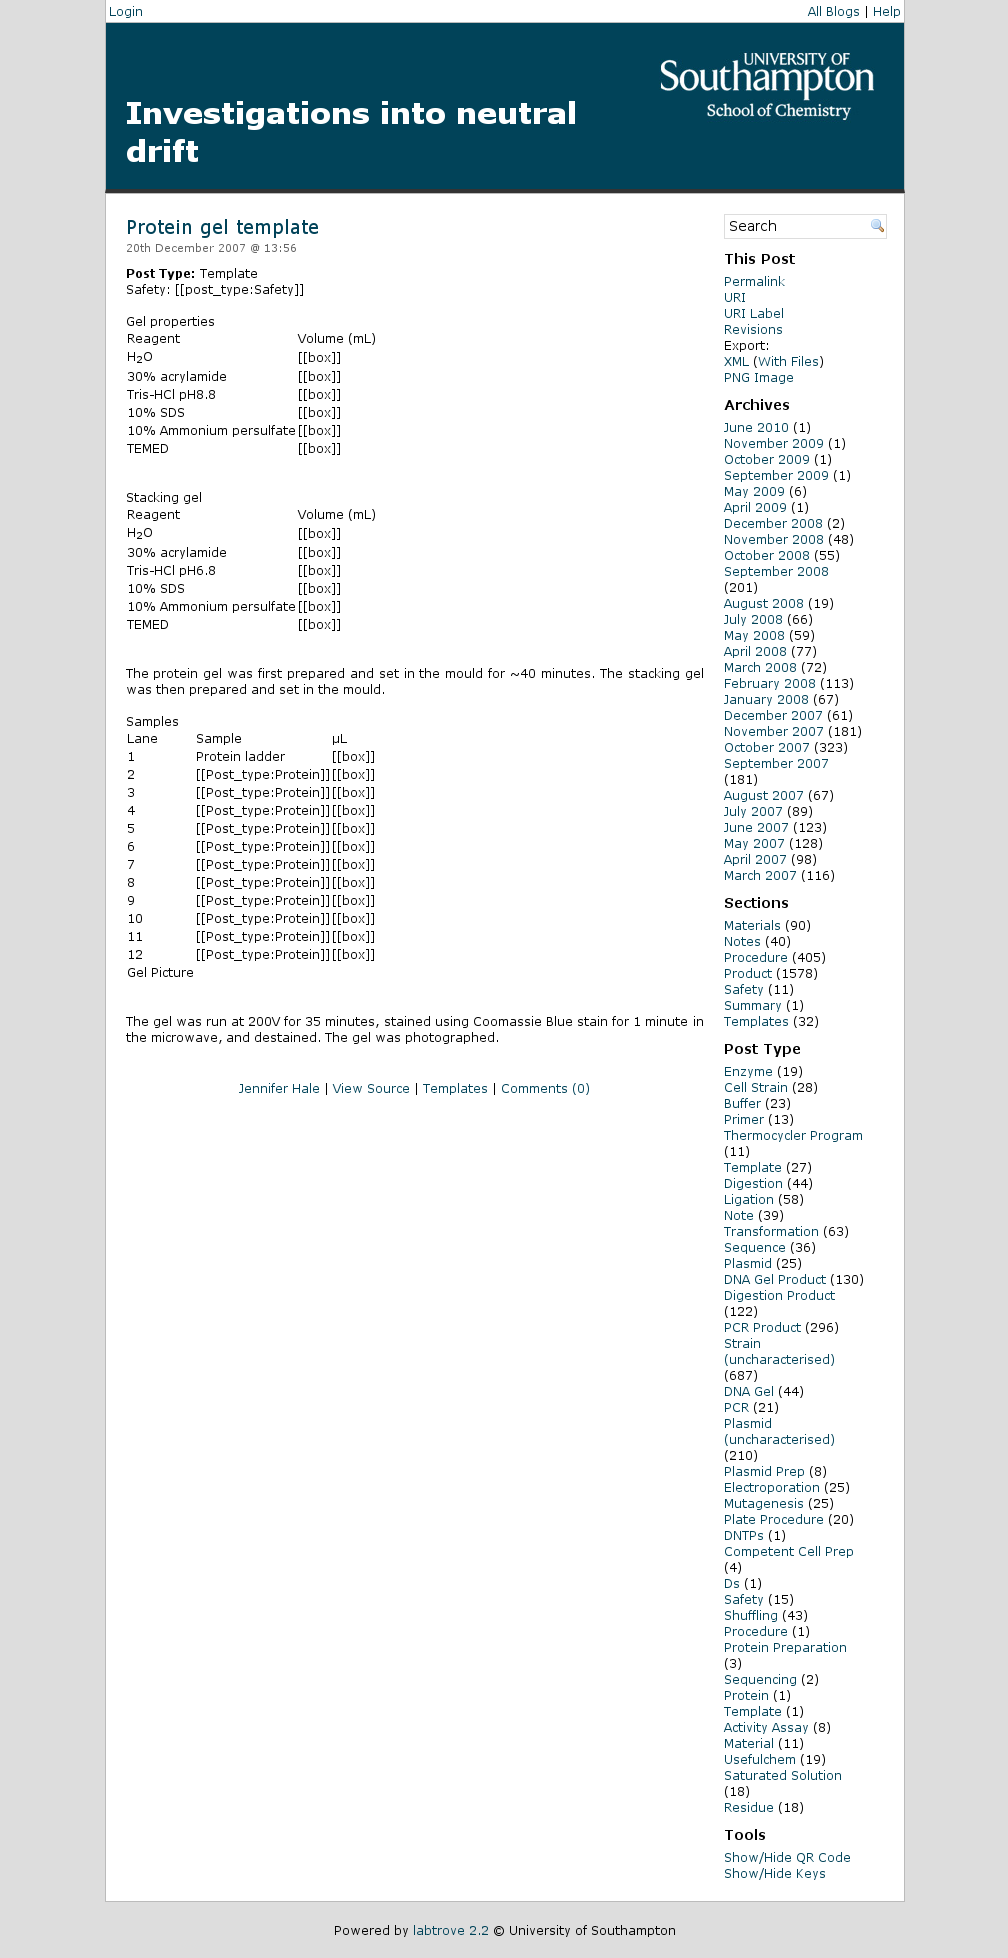 Login
All Blogs | Help
UNIVERSITY OF
Southampton
School of Chemistry
Investigations into neutral
drift
Protein gel template
20th December 2007 @ 13:56
Post Type: Template
Safety: [[post_type:Safety]]
Gel properties
Reagent Volume (mL)
H₂O [[box]]
30% acrylamide [[box]]
Tris-HCl pH8.8 [[box]]
10% SDS [[box]]
10% Ammonium persulfate [[box]]
TEMED [[box]]
Stacking gel
Reagent Volume (mL)
H₂O [[box]]
30% acrylamide [[box]]
Tris-HCl pH6.8 [[box]]
10% SDS [[box]]
10% Ammonium persulfate [[box]]
TEMED [[box]]
The protein gel was first prepared and set in the mould for ~40 minutes. The stacking gel
was then prepared and set in the mould.
Samples
Lane Sample µL
1 Protein ladder [[box]]
2 [[Post_type:Protein]] [[box]]
3 [[Post_type:Protein]] [[box]]
4 [[Post_type:Protein]] [[box]]
5 [[Post_type:Protein]] [[box]]
6 [[Post_type:Protein]] [[box]]
7 [[Post_type:Protein]] [[box]]
8 [[Post_type:Protein]] [[box]]
9 [[Post_type:Protein]] [[box]]
10 [[Post_type:Protein]] [[box]]
11 [[Post_type:Protein]] [[box]]
12 [[Post_type:Protein]] [[box]]
Gel Picture
The gel was run at 200V for 35 minutes, stained using Coomassie Blue stain for 1 minute in
the microwave, and destained. The gel was photographed.
Jennifer Hale | View Source | Templates | Comments (0)
Search
This Post
Permalink
URI
URI Label
Revisions
Export:
XML (With Files)
PNG Image
Archives
June 2010 (1)
November 2009 (1)
October 2009 (1)
September 2009 (1)
May 2009 (6)
April 2009 (1)
December 2008 (2)
November 2008 (48)
October 2008 (55)
September 2008
(201)
August 2008 (19)
July 2008 (66)
May 2008 (59)
April 2008 (77)
March 2008 (72)
February 2008 (113)
January 2008 (67)
December 2007 (61)
November 2007 (181)
October 2007 (323)
September 2007
(181)
August 2007 (67)
July 2007 (89)
June 2007 (123)
May 2007 (128)
April 2007 (98)
March 2007 (116)
Sections
Materials (90)
Notes (40)
Procedure (405)
Product (1578)
Safety (11)
Summary (1)
Templates (32)
Post Type
Enzyme (19)
Cell Strain (28)
Buffer (23)
Primer (13)
Thermocycler Program
(11)
Template (27)
Digestion (44)
Ligation (58)
Note (39)
Transformation (63)
Sequence (36)
Plasmid (25)
DNA Gel Product (130)
Digestion Product
(122)
PCR Product (296)
Strain
(uncharacterised)
(687)
DNA Gel (44)
PCR (21)
Plasmid
(uncharacterised)
(210)
Plasmid Prep (8)
Electroporation (25)
Mutagenesis (25)
Plate Procedure (20)
DNTPs (1)
Competent Cell Prep
(4)
Ds (1)
Safety (15)
Shuffling (43)
Procedure (1)
Protein Preparation
(3)
Sequencing (2)
Protein (1)
Template (1)
Activity Assay (8)
Material (11)
Usefulchem (19)
Saturated Solution
(18)
Residue (18)
Tools
Show/Hide QR Code
Show/Hide Keys
Powered by labtrove 2.2 © University of Southampton